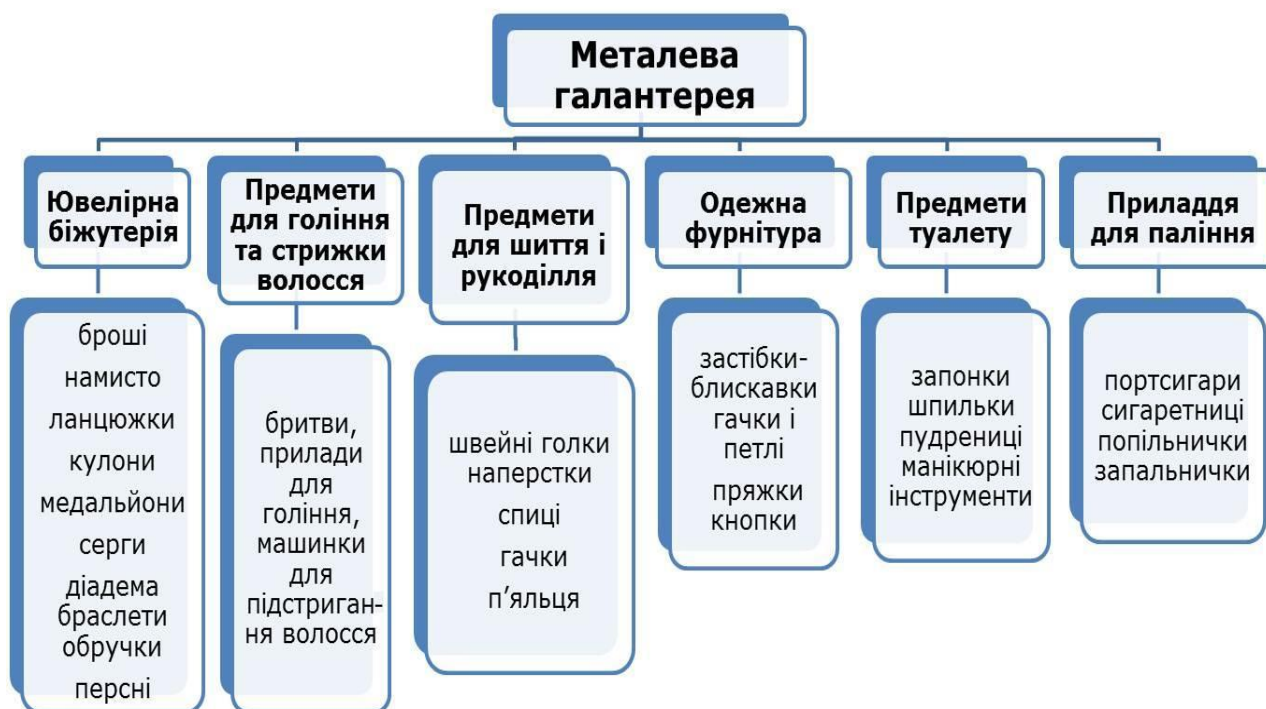 Металева
галантерея
Ювелірна
біжутерія
броші
намисто
ланцюжки
кулони
медальйони
серги
діадема
браслети
обручки
персні
Предмети
для гоління
та стрижки
волосся
бритви,
прилади
для
гоління,
машинки
для
підстриган-
ня волосся
Предмети
для шиття і
рукоділля
швейні голки
наперстки
спиці
гачки
п’яльця
Одежна
фурнітура
застібки-
блискавки
гачки і
петлі
пряжки
кнопки
Предмети
туалету
запонки
шпильки
пудрениці
манікюрні
інструменти
Приладдя
для паління
портсигари
сигаретниці
попільнички
запальнички